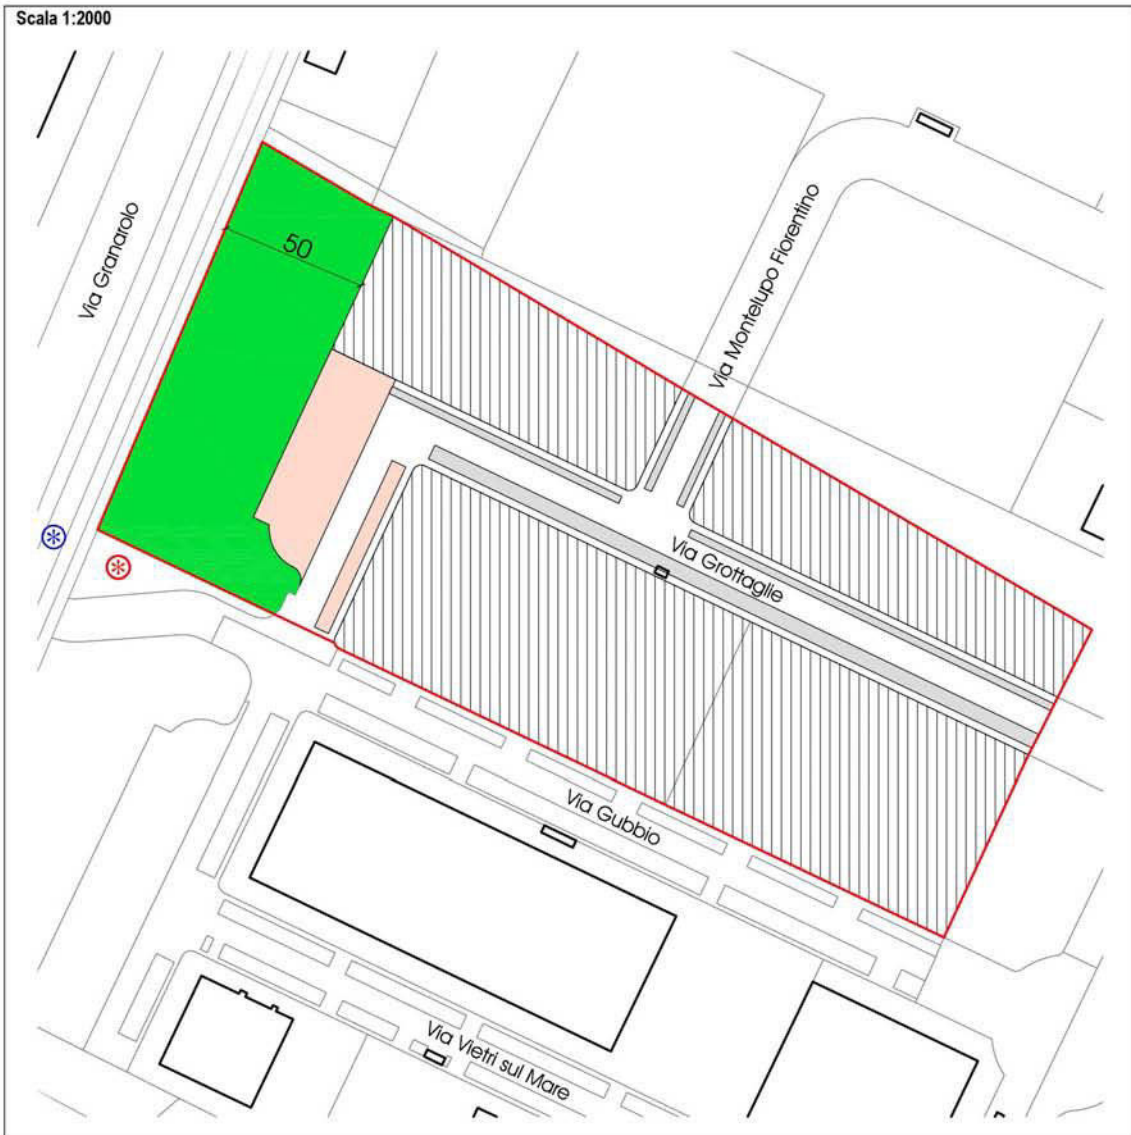 Scala 1:2000
Via Granarolo
50
Via Montelupo Fiorentino
Via Grottaglie
Via Gubbio
Via Vietri sul Mare